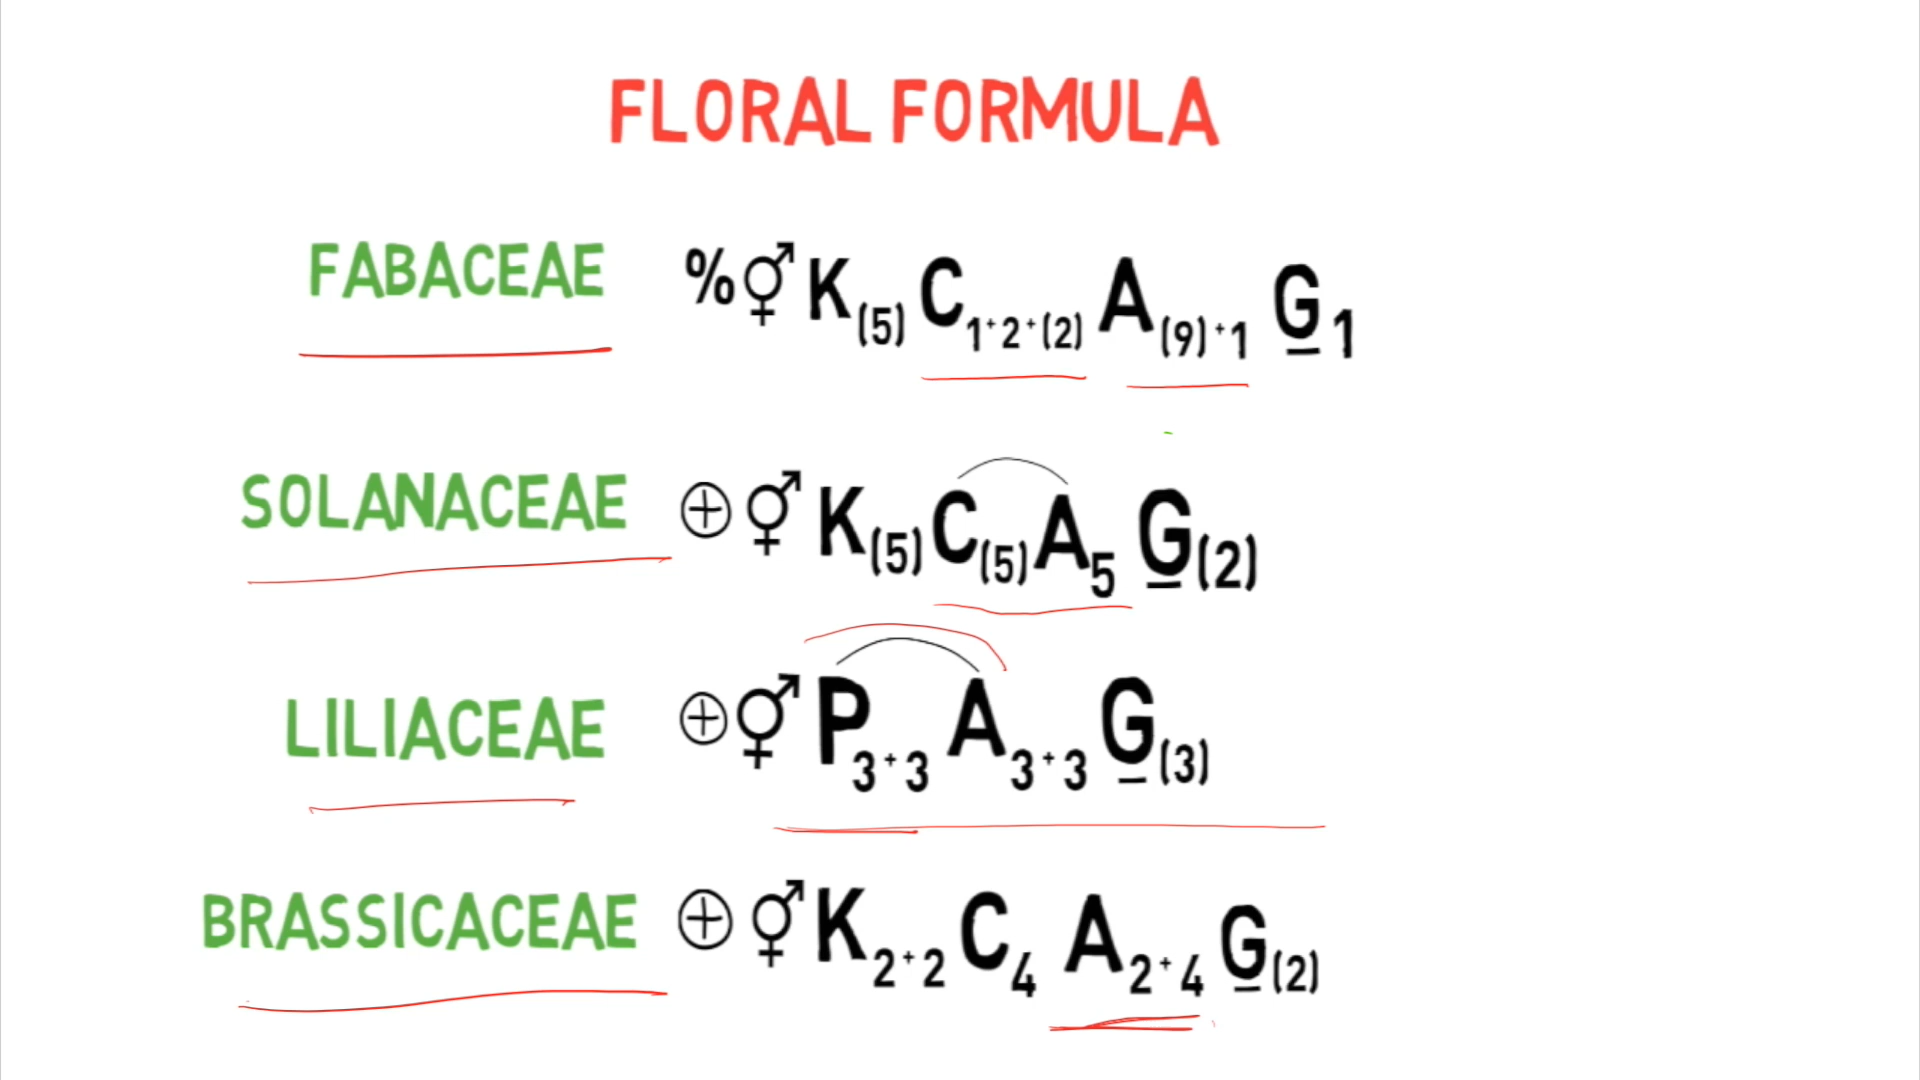 FLORAL FORMULA
FABACEAE %⚥K(5) C1+2+(2) A(9)+1 G1
SOLANACEAE ⊕⚥K(5)C(5)A5 G(2)
LILIACEAE ⊕⚥P3+3 A3+3 G(3)
BRASSICACEAE ⊕⚥K2+2 C4 A2+4 G(2)